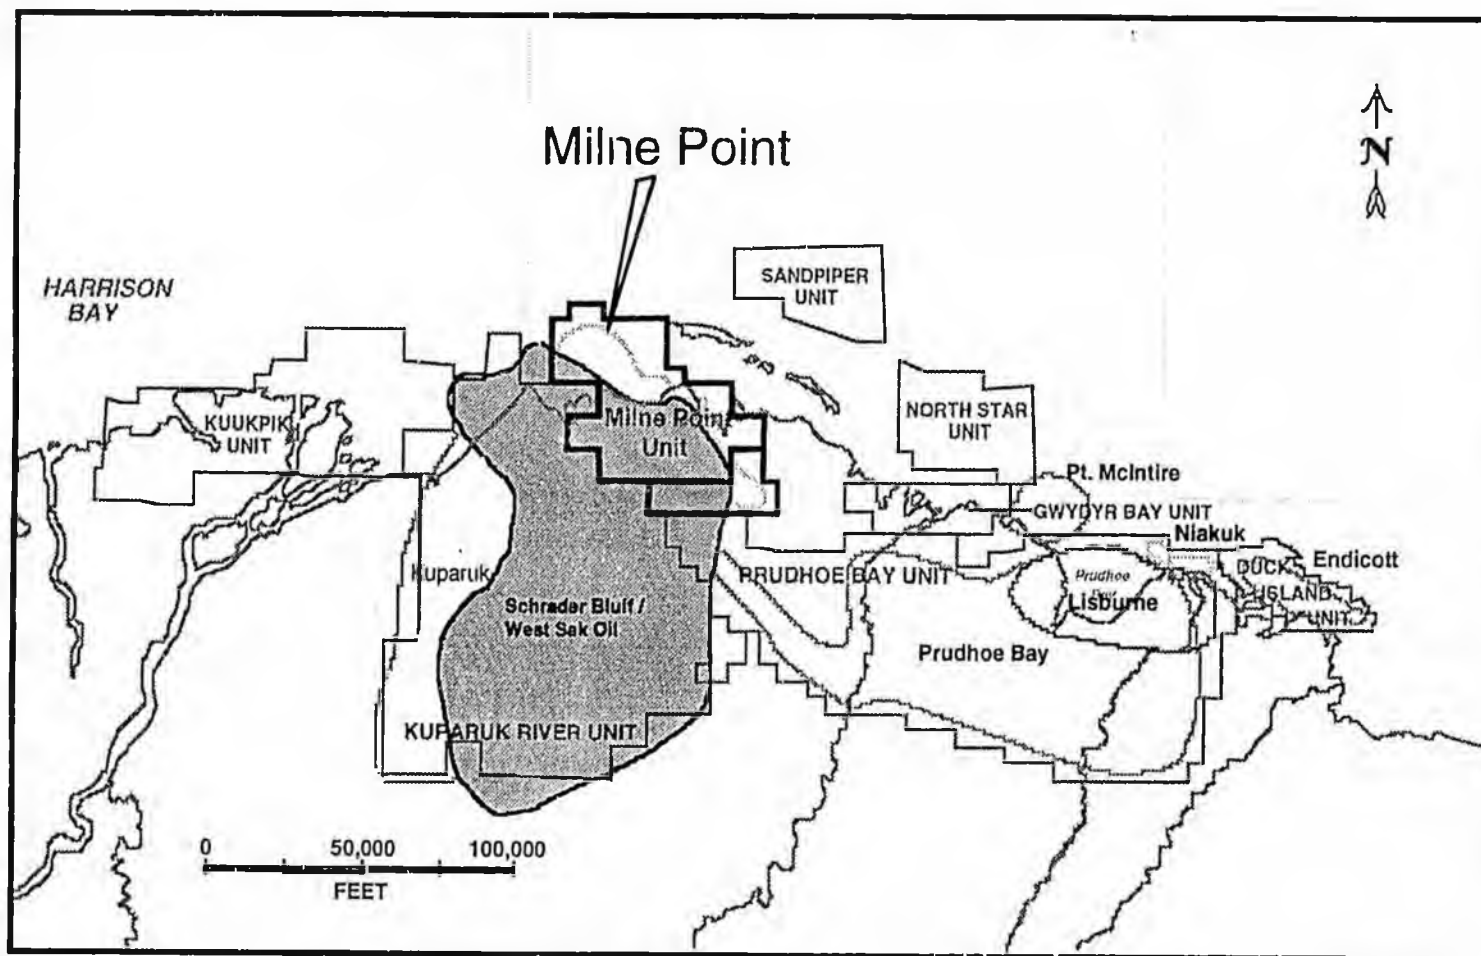 Milne Point
N
HARRISON
BAY
SANDPIPER
UNIT
KUUKPIK
UNIT
Milne Point
Unit
NORTH STAR
UNIT
Pt. McIntire
GWYDYR BAY UNIT
Niakuk
Endicott
Kuparuk
PRUDHOE BAY UNIT
Prudhoe
DUCK
ISLAND
UNIT
Lisburne
Schrader Bluff /
West Sak Oil
Prudhoe Bay
KUPARUK RIVER UNIT
0 50,000 100,000
FEET